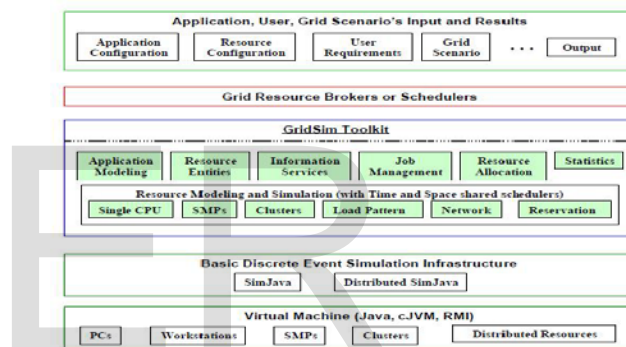 Application, User, Grid Scenario's Input and Results
Application Configuration
Resource Configuration
User Requirements
Grid Scenario
. . .
Output
Grid Resource Brokers or Schedulers
GridSim Toolkit
Application Modeling
Resource Entities
Information Services
Job Management
Resource Allocation
Statistics
Resource Modeling and Simulation (with Time and Space shared schedulers)
Single CPU
SMPs
Clusters
Load Pattern
Network
Reservation
Basic Discrete Event Simulation Infrastructure
SimJava
Distributed SimJava
Virtual Machine (Java, cJVM, RMI)
PCs
Workstations
SMPs
Clusters
Distributed Resources
ER